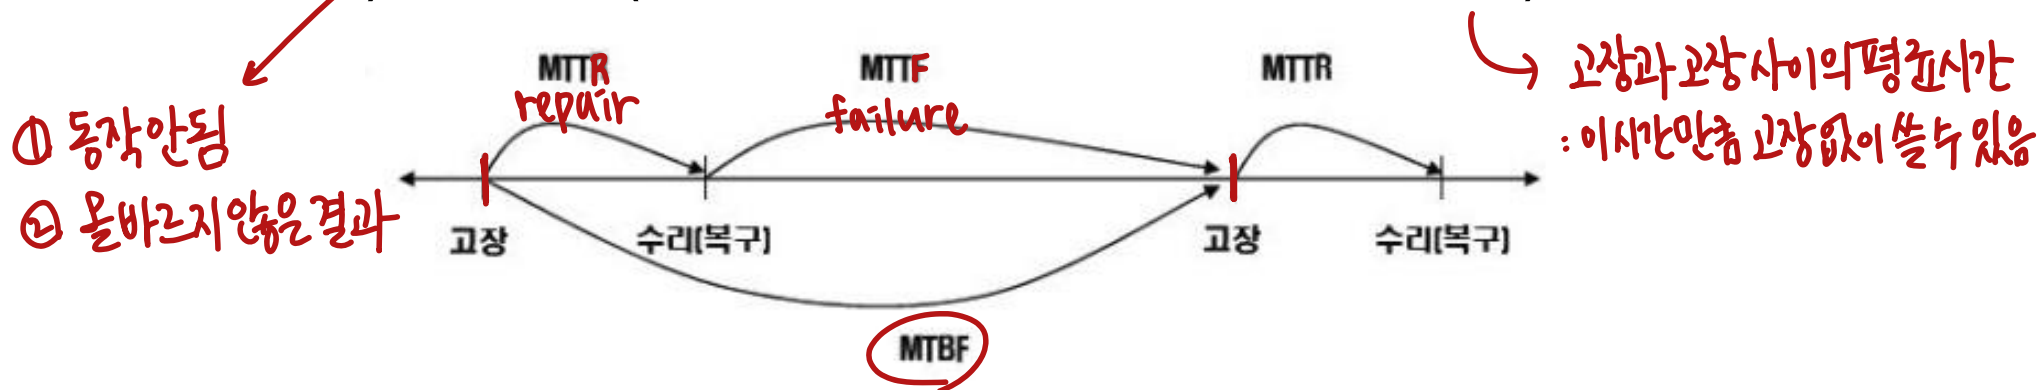 MTTR
repair
MTTF
failure
MTTR
고장과 고장 사이의 평균시간
: 이 시간만큼 고장 없이 쓸 수 있음
① 동작 안됨
② 올바르지 않은 결과
고장
수리(복구)
고장
수리(복구)
MTBF